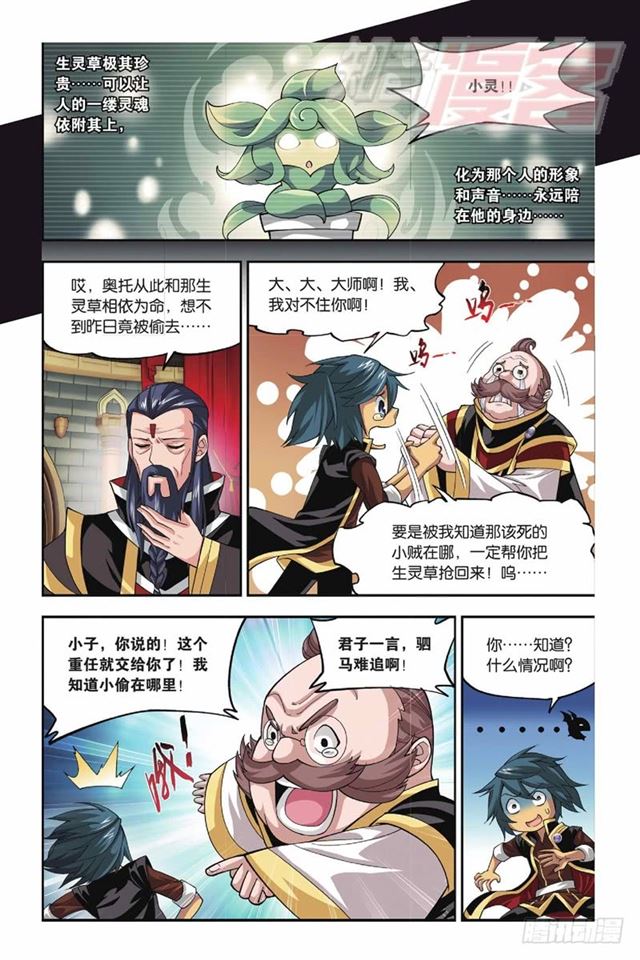 生灵草极其珍
贵……可以让
人的一缕灵魂
依附其上，
小灵！！
化为那个人的形象
和声音……永远陪
在他的身边……
哎，奥托从此和那生
灵草相依为命，想不
到昨日竟被偷去……
大、大、大师啊！我、
我对不住你啊！
呜…
呜…
要是被我知道那该死的
小贼在哪，一定帮你把
生灵草抢回来！呜……
小子，你说的！这个
重任就交给你了！我
知道小偷在哪里！
君子一言，驷
马难追啊！
哦！
你……知道？
什么情况啊？
腾讯动漫